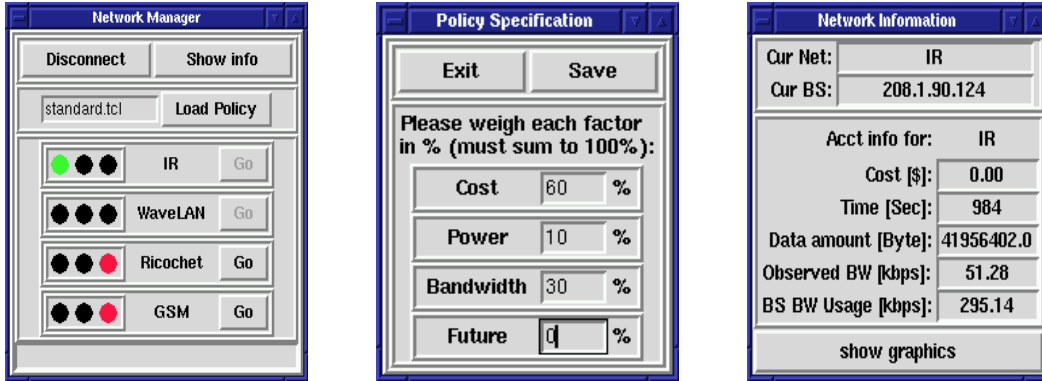 Network Manager
Disconnect Show info
standard.tcl Load Policy
IR Go
WaveLAN Go
Ricochet Go
GSM Go
Policy Specification
Exit Save
Please weigh each factor
in % (must sum to 100%):
Cost 60 %
Power 10 %
Bandwidth 30 %
Future 0 %
Network Information
Cur Net: IR
Cur BS: 208.1.90.124
Acct info for: IR
Cost [$]: 0.00
Time [Sec]: 984
Data amount [Byte]: 41956402.0
Observed BW [kbps]: 51.28
BS BW Usage [kbps]: 295.14
show graphics